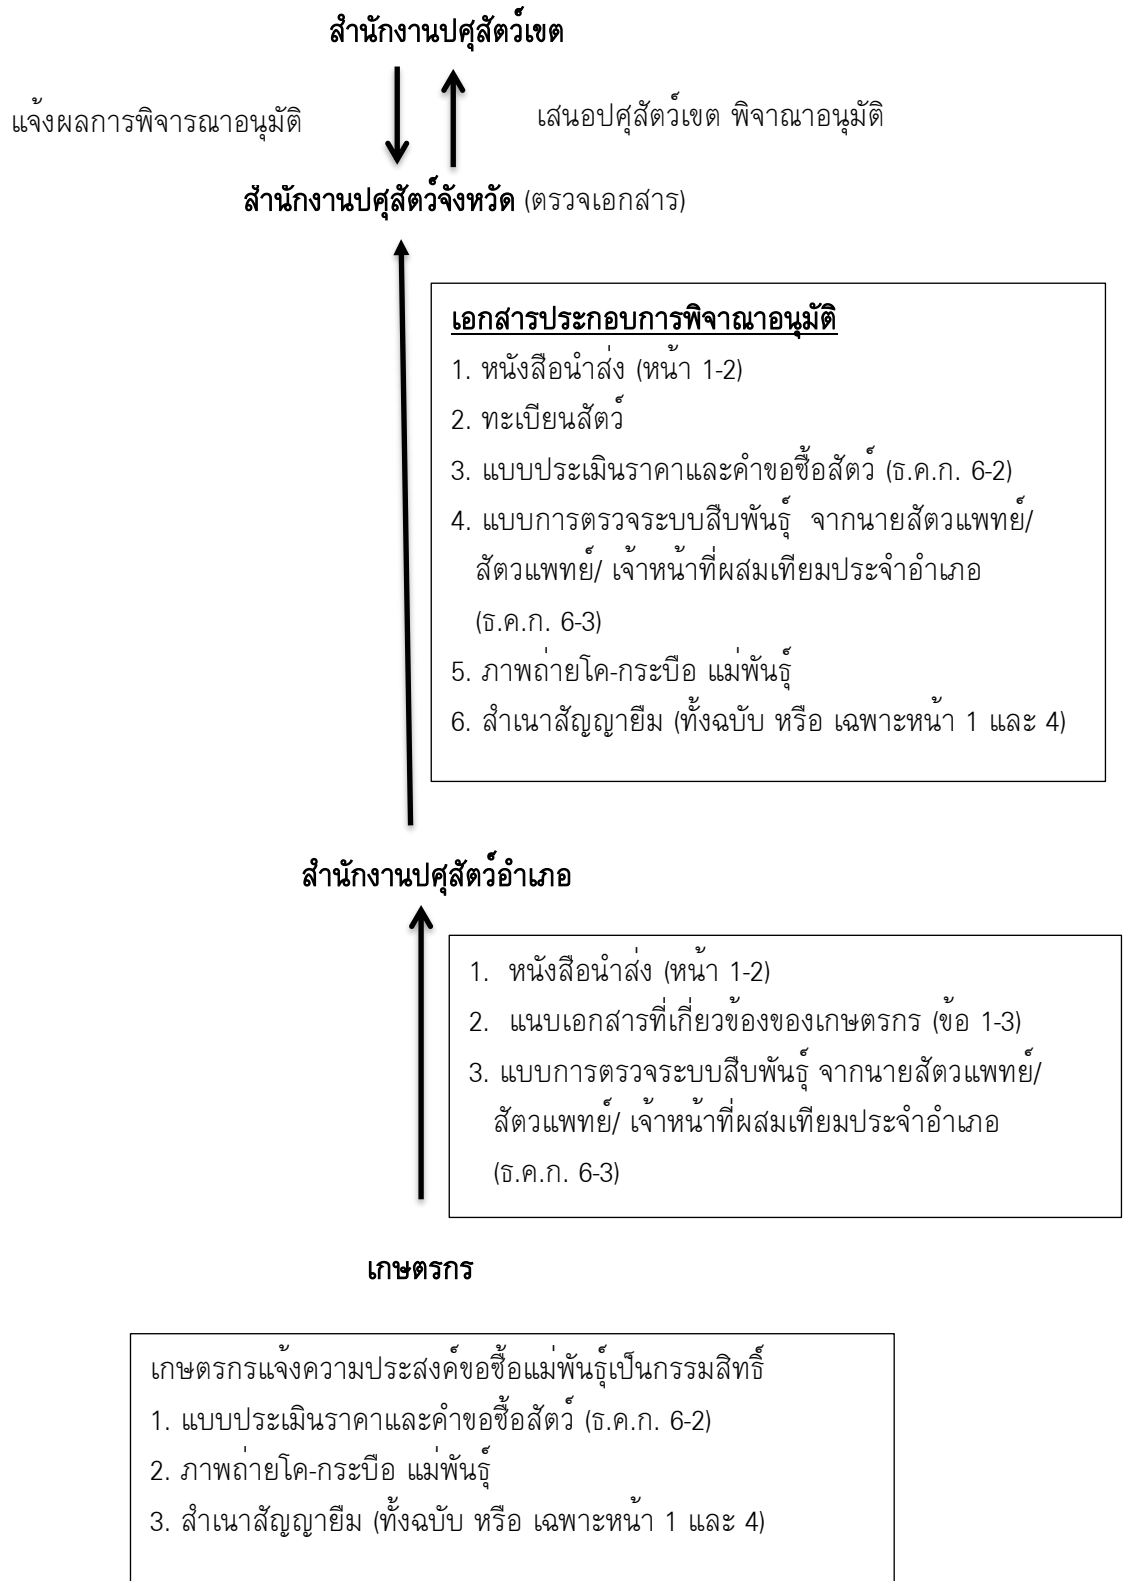 สำนักงานปศุสัตว์เขต
แจ้งผลการพิจารณาอนุมัติ
เสนอปศุสัตว์เขต พิจาณาอนุมัติ
สำนักงานปศุสัตว์จังหวัด (ตรวจเอกสาร)
เอกสารประกอบการพิจาณาอนุมัติ
1. หนังสือนำส่ง (หน้า 1-2)
2. ทะเบียนสัตว์
3. แบบประเมินราคาและคำขอซื้อสัตว์ (ธ.ค.ก. 6-2)
4. แบบการตรวจระบบสืบพันธุ์ จากนายสัตวแพทย์/
สัตวแพทย์/ เจ้าหน้าที่ผสมเทียมประจำอำเภอ
(ธ.ค.ก. 6-3)
5. ภาพถ่ายโค-กระบือ แม่พันธุ์
6. สำเนาสัญญายืม (ทั้งฉบับ หรือ เฉพาะหน้า 1 และ 4)
สำนักงานปศุสัตว์อำเภอ
1. หนังสือนำส่ง (หน้า 1-2)
2. แนบเอกสารที่เกี่ยวข้องของเกษตรกร (ข้อ 1-3)
3. แบบการตรวจระบบสืบพันธุ์ จากนายสัตวแพทย์/
สัตวแพทย์/ เจ้าหน้าที่ผสมเทียมประจำอำเภอ
(ธ.ค.ก. 6-3)
เกษตรกร
เกษตรกรแจ้งความประสงค์ขอซื้อแม่พันธุ์เป็นกรรมสิทธิ์
1. แบบประเมินราคาและคำขอซื้อสัตว์ (ธ.ค.ก. 6-2)
2. ภาพถ่ายโค-กระบือ แม่พันธุ์
3. สำเนาสัญญายืม (ทั้งฉบับ หรือ เฉพาะหน้า 1 และ 4)